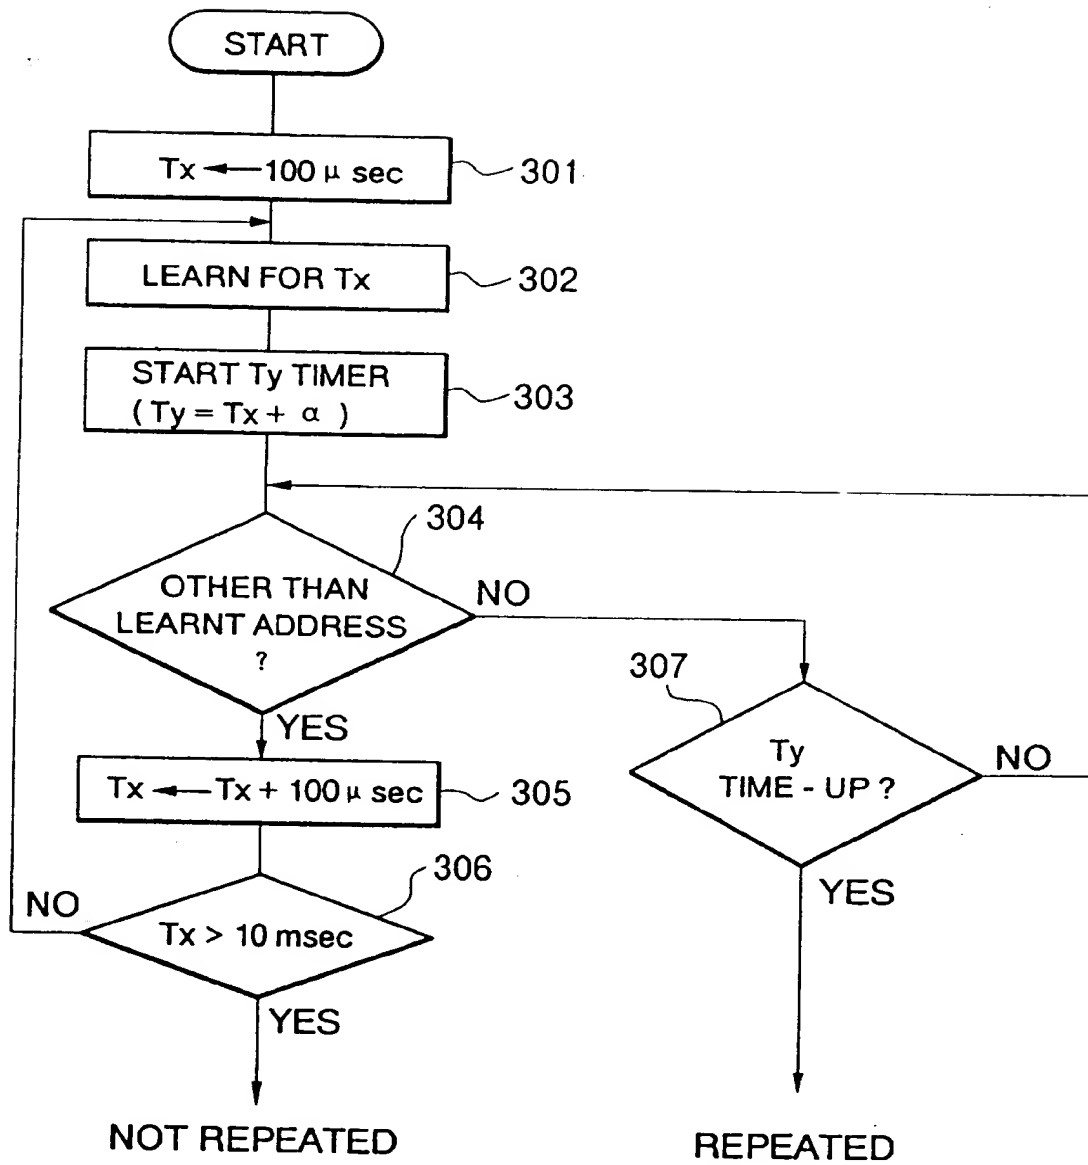 START
Tx ← 100 μ sec
301
LEARN FOR Tx
302
START Ty TIMER
( Ty = Tx + α )
303
304
OTHER THAN
LEARNT ADDRESS
?
NO
YES
307
Ty
TIME - UP ?
NO
YES
Tx ← Tx + 100 μ sec
305
306
NO
Tx > 10 msec
YES
NOT REPEATED
REPEATED